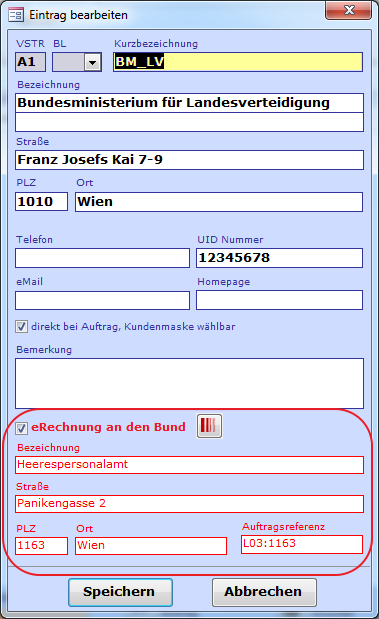 Eintrag bearbeiten
VSTR BL Kurzbezeichnung
A1 BM_LV
Bezeichnung
Bundesministerium für Landesverteidigung
Straße
Franz Josefs Kai 7-9
PLZ Ort
1010 Wien
Telefon UID Nummer
12345678
eMail Homepage
direkt bei Auftrag, Kundenmaske wählbar
Bemerkung
eRechnung an den Bund
Bezeichnung
Heerespersonalamt
Straße
Panikengasse 2
PLZ Ort Auftragsreferenz
1163 Wien L03:1163
Speichern Abbrechen